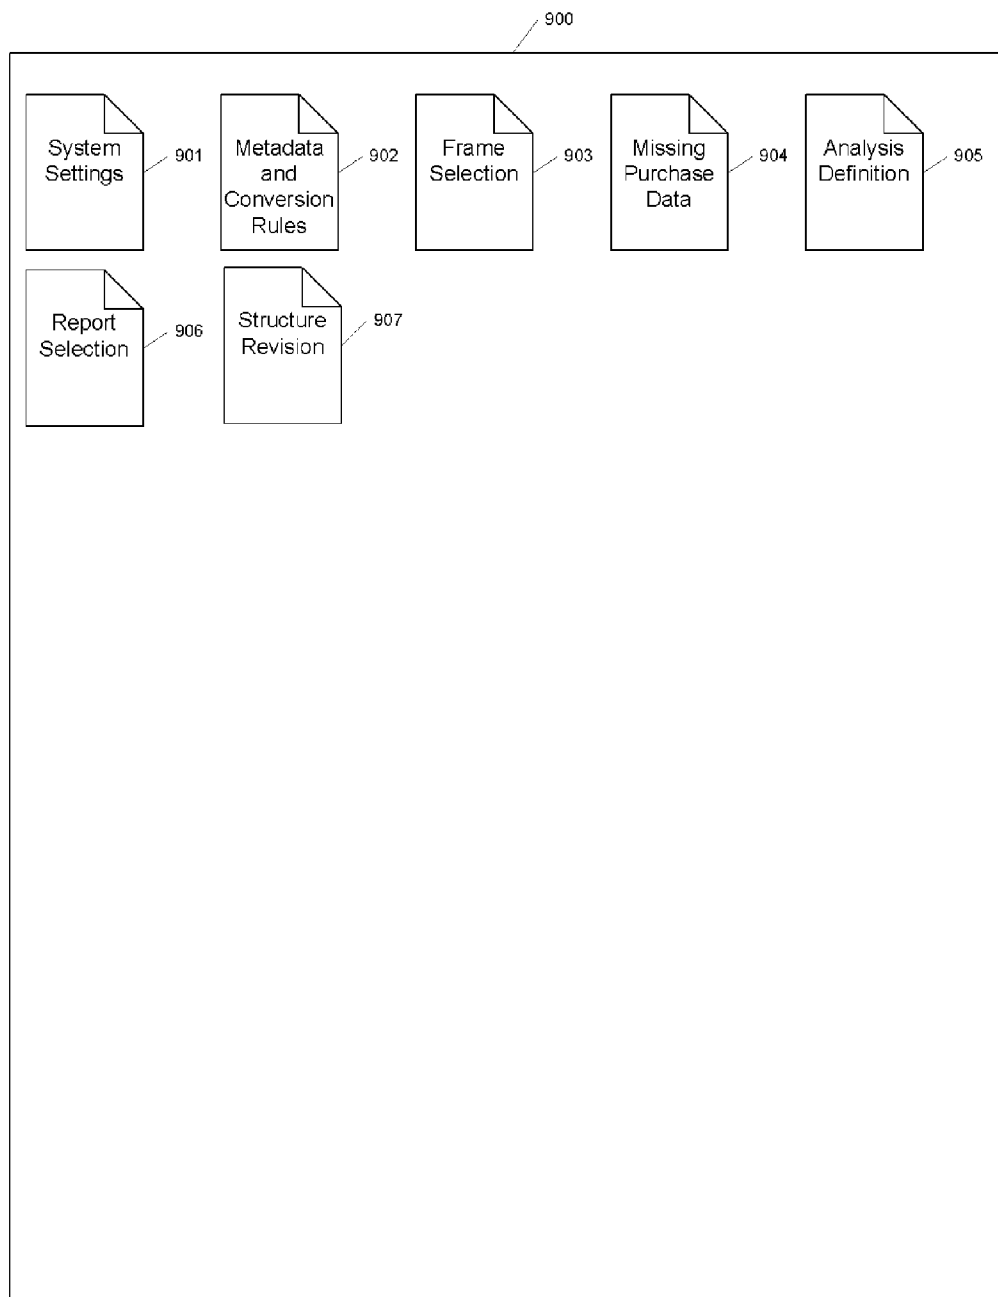 900
System
Settings
901
Metadata
and
Conversion
Rules
902
Frame
Selection
903
Missing
Purchase
Data
904
Analysis
Definition
905
Report
Selection
906
Structure
Revision
907